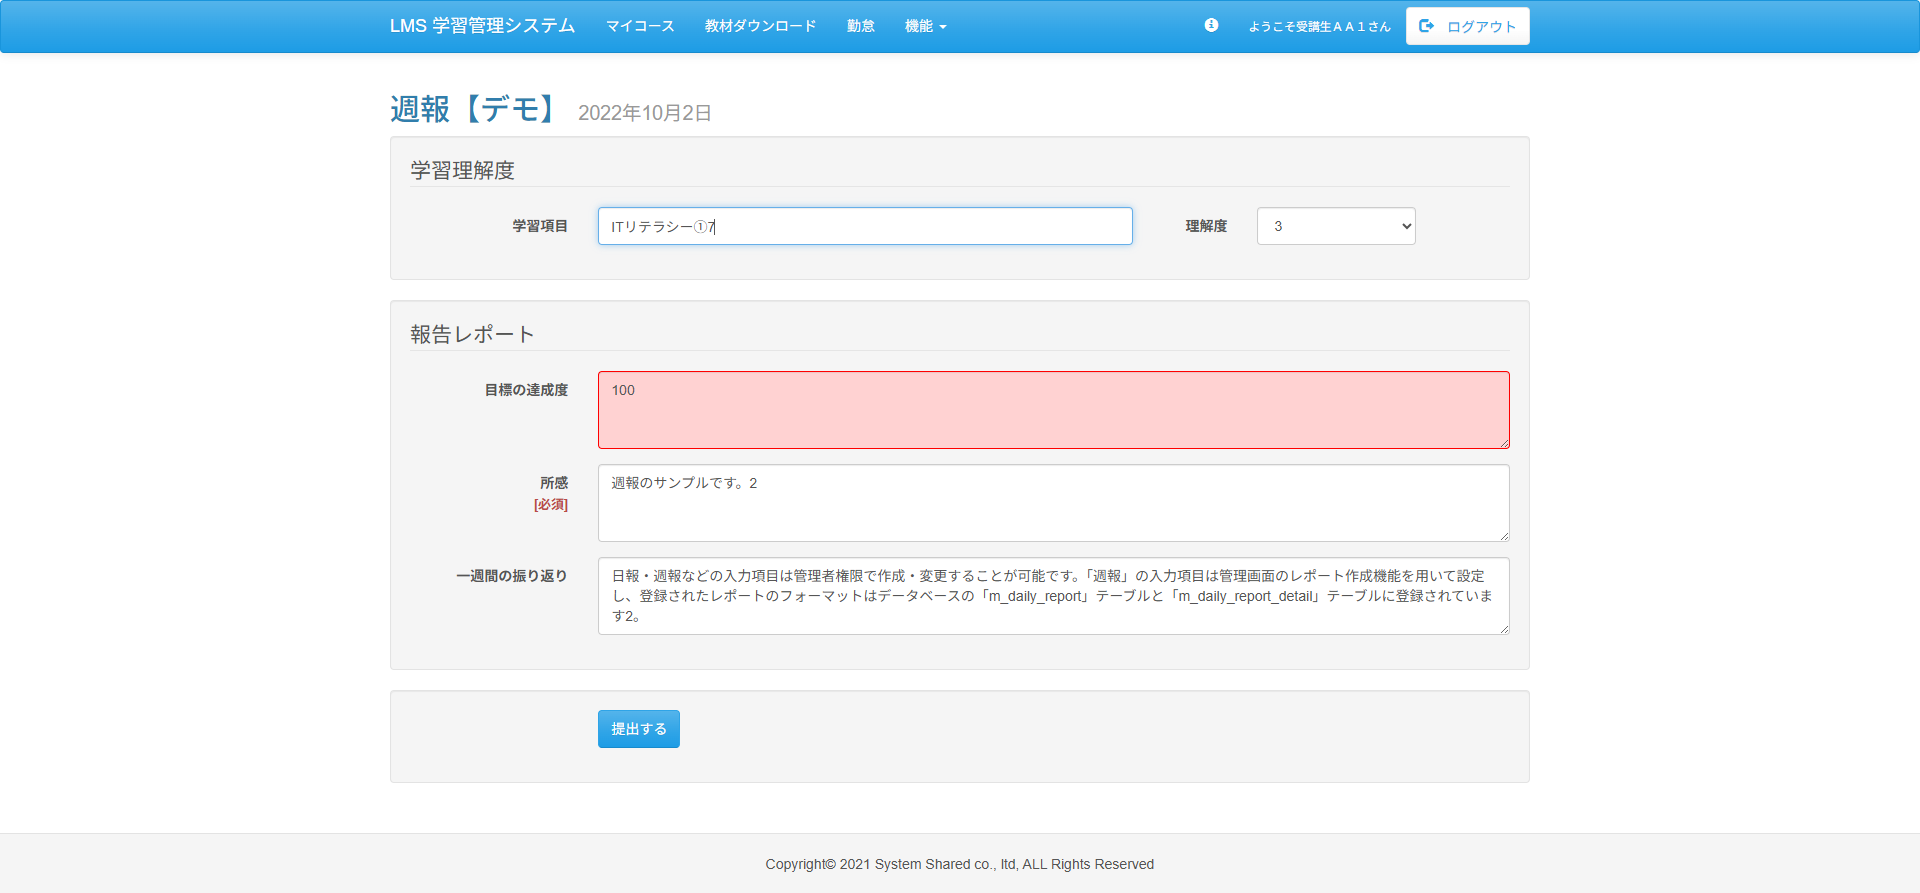 LMS 学習管理システム マイコース 教材ダウンロード 勤怠 機能 ようこそ受講生ＡＡ１さん ログアウト
週報【デモ】 2022年10月2日
学習理解度
学習項目 ITリテラシー①7 理解度 3
報告レポート
目標の達成度 100
所感 週報のサンプルです。2
[必須]
一週間の振り返り 日報・週報などの入力項目は管理者権限で作成・変更することが可能です。「週報」の入力項目は管理画面のレポート作成機能を用いて設定
し、登録されたレポートのフォーマットはデータベースの「m_daily_report」テーブルと「m_daily_report_detail」テーブルに登録されていま
す2。
提出する
Copyright© 2021 System Shared co., ltd, ALL Rights Reserved